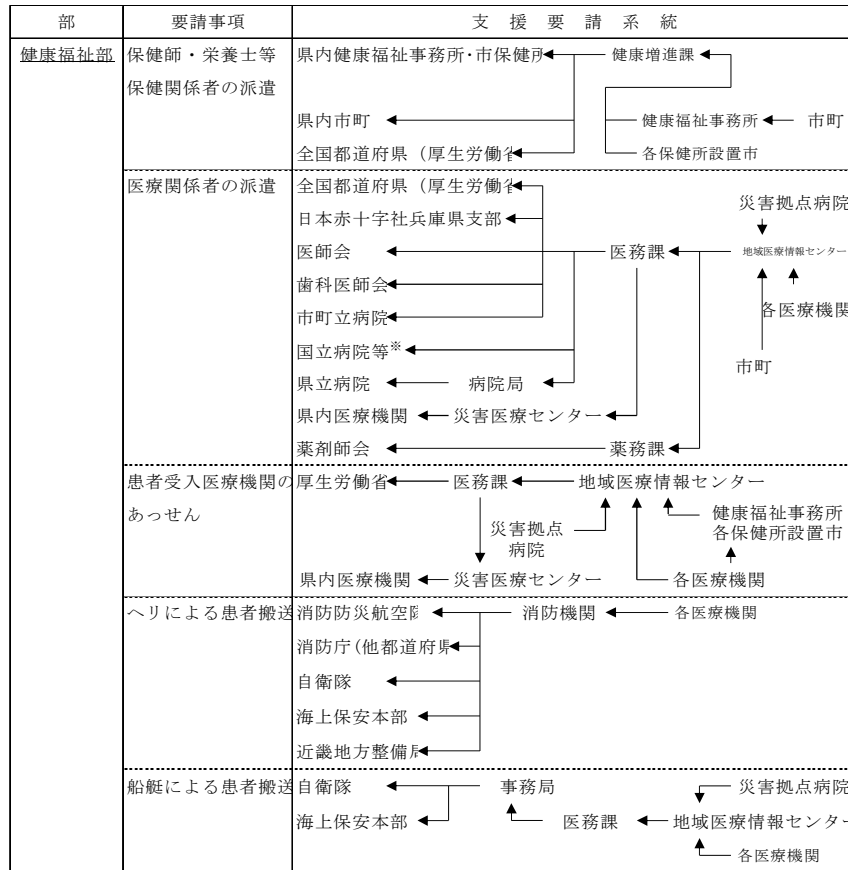 部 要請事項 支援要請系統
健康福祉部 保健師・栄養士等 県内健康福祉事務所・市保健所 健康増進課
保健関係者の派遣
県内市町 健康福祉事務所 市町
全国都道府県（厚生労働省 各保健所設置市
医療関係者の派遣 全国都道府県（厚生労働省
災害拠点病院
日本赤十字社兵庫県支部
医師会 医務課 地域医療情報センター
歯科医師会
各医療機関
市町立病院
国立病院等※
市町
県立病院 病院局
県内医療機関 災害医療センター
薬剤師会 薬務課
患者受入医療機関の 厚生労働省 医務課 地域医療情報センター
あっせん
健康福祉事務所
災害拠点
各保健所設置市
病院
県内医療機関 災害医療センター 各医療機関
ヘリによる患者搬送 消防防災航空隊 消防機関 各医療機関
消防庁(他都道府県
自衛隊
海上保安本部
近畿地方整備局
船艇による患者搬送 自衛隊 事務局 災害拠点病院
海上保安本部 医務課 地域医療情報センター
各医療機関